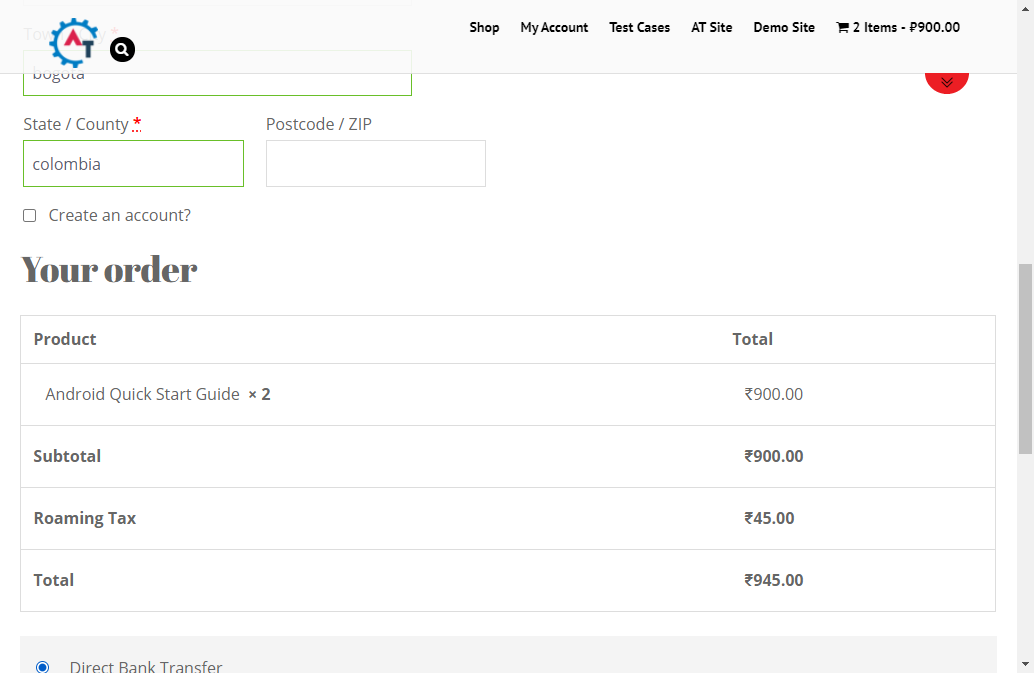 Shop My Account Test Cases AT Site Demo Site 2 Items - ₽900.00
Town / City *
AT
bogota
State / County * Postcode / ZIP
colombia
Create an account?
Your order
Product Total
Android Quick Start Guide × 2 ₹900.00
Subtotal ₹900.00
Roaming Tax ₹45.00
Total ₹945.00
Direct Bank Transfer